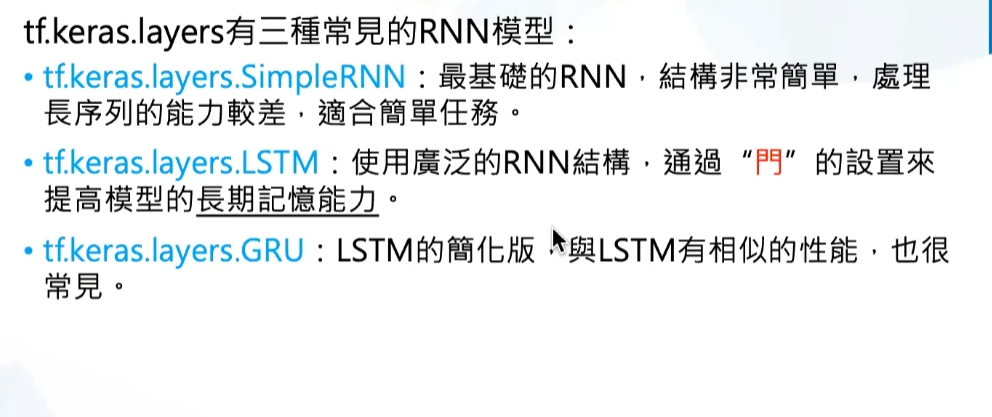 tf.keras.layers有三種常見的RNN模型：
• tf.keras.layers.SimpleRNN：最基礎的RNN，結構非常簡單，處理
長序列的能力較差，適合簡單任務。
• tf.keras.layers.LSTM：使用廣泛的RNN結構，通過“門”的設置來
提高模型的長期記憶能力。
• tf.keras.layers.GRU：LSTM的簡化版，與LSTM有相似的性能，也很
常見。